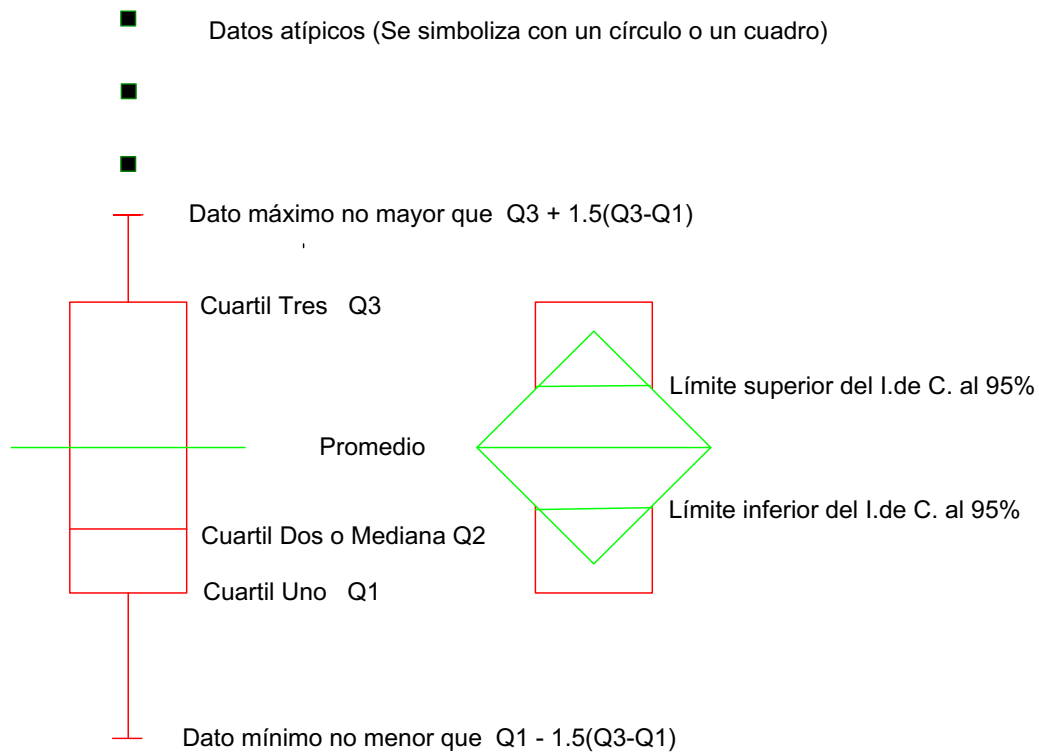 Datos atípicos (Se simboliza con un círculo o un cuadro)
Dato máximo no mayor que Q3 + 1.5(Q3-Q1)
Cuartil Tres Q3
Límite superior del I.de C. al 95%
Promedio
Límite inferior del I.de C. al 95%
Cuartil Dos o Mediana Q2
Cuartil Uno Q1
Dato mínimo no menor que Q1 - 1.5(Q3-Q1)